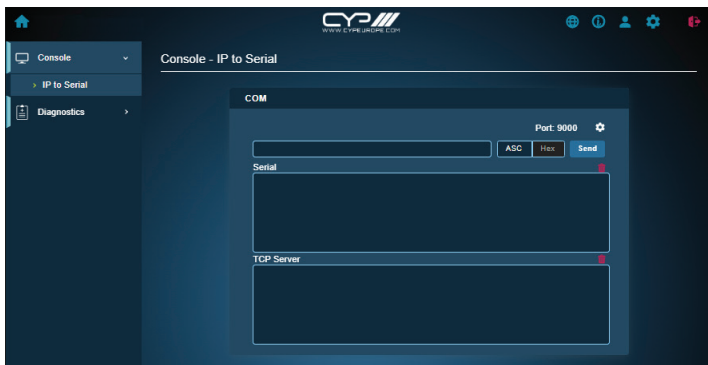 CYP
WWW.CYPEUROPE.COM
Console
IP to Serial
Diagnostics
Console - IP to Serial
COM
Port: 9000
ASC Hex Send
Serial
TCP Server